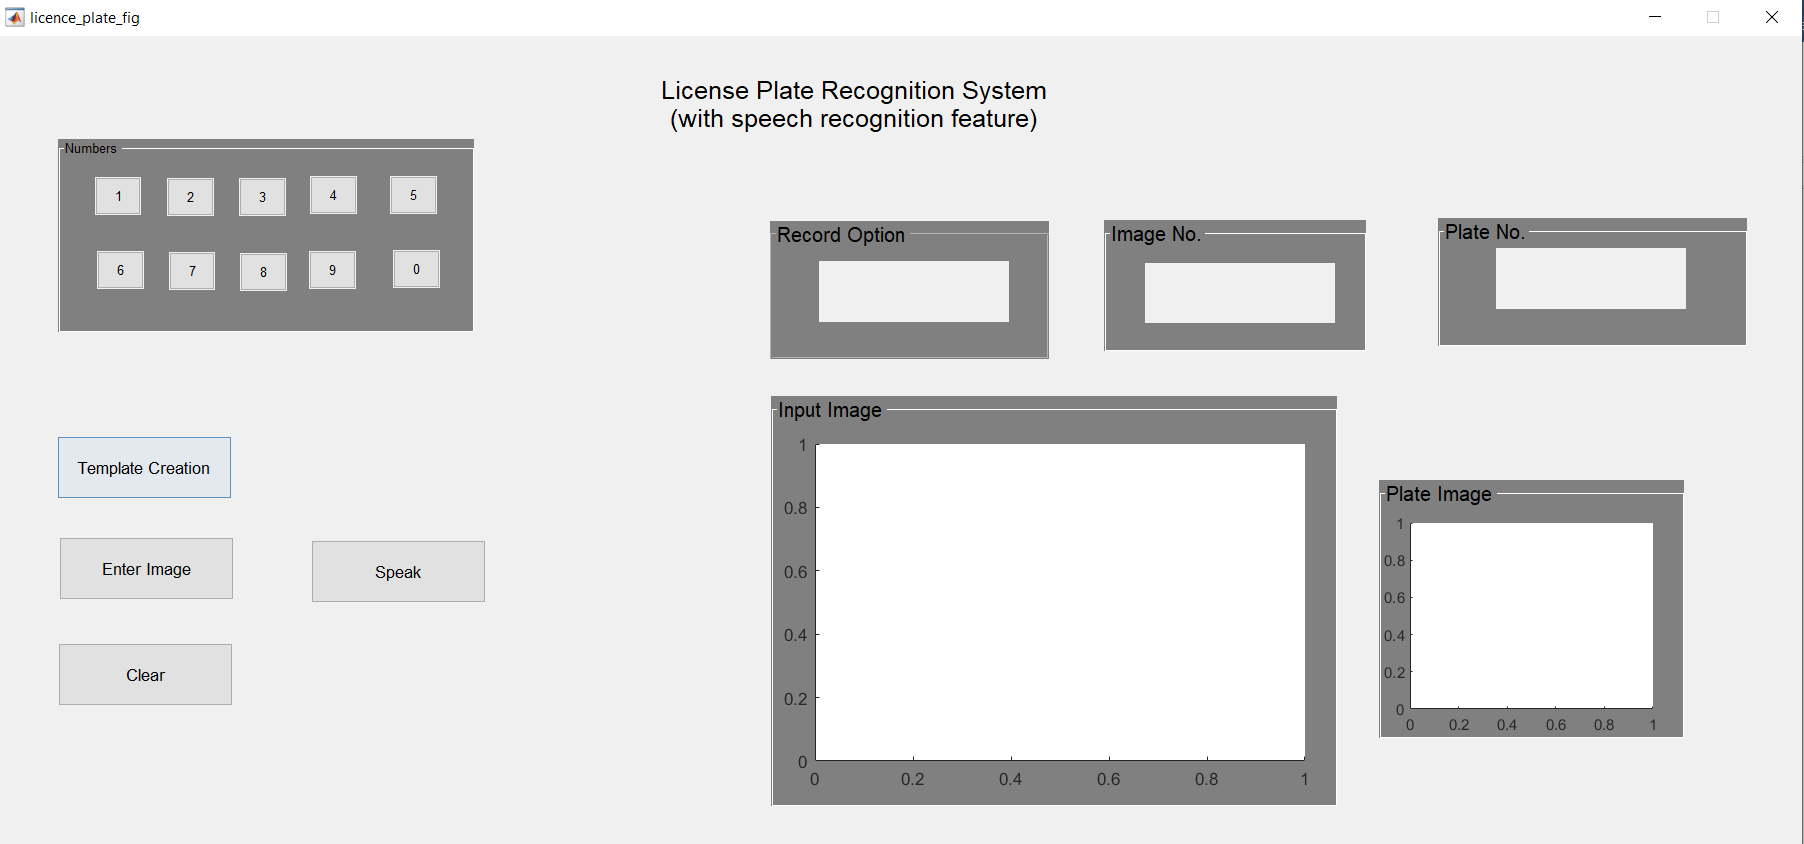 licence_plate_fig
License Plate Recognition System
(with speech recognition feature)
Numbers
1 2 3 4 5
6 7 8 9 0
Record Option
Image No.
Plate No.
Template Creation
Enter Image
Speak
Clear
Input Image
1
0.8
0.6
0.4
0.2
0
0 0.2 0.4 0.6 0.8 1
Plate Image
1
0.8
0.6
0.4
0.2
0
0 0.2 0.4 0.6 0.8 1